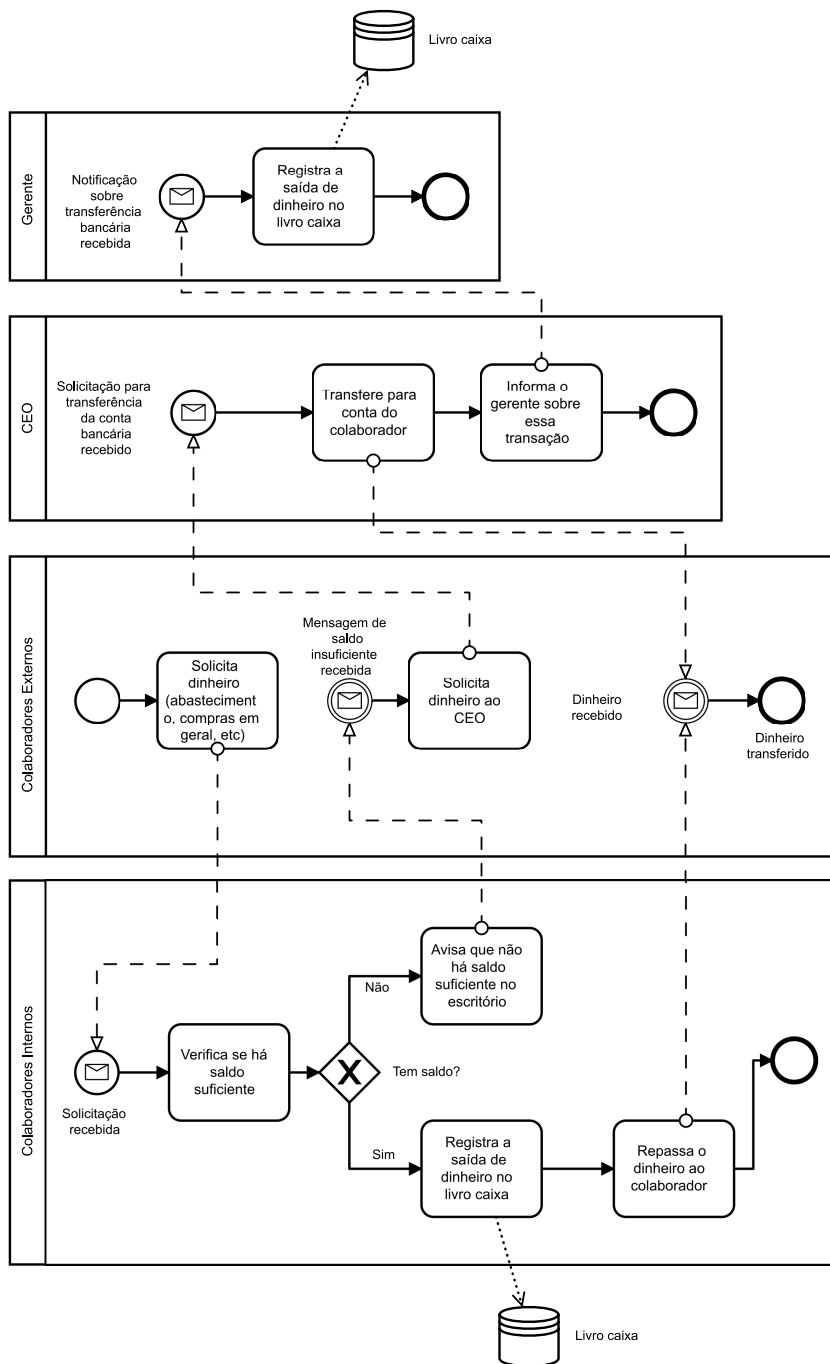 Livro caixa
Gerente
Notificação
sobre
transferência
bancária
recebida
Registra a
saída de
dinheiro no
livro caixa
CEO
Solicitação para
transferência
da conta
bancária
recebido
Transfere para
conta do
colaborador
Informa o
gerente sobre
essa
transação
Colaboradores Externos
Solicita
dinheiro
(abasteciment
o, compras em
geral, etc)
Mensagem de
saldo
insuficiente
recebida
Solicita
dinheiro ao
CEO
Dinheiro
recebido
Dinheiro
transferido
Colaboradores Internos
Solicitação
recebida
Verifica se há
saldo
suficiente
Tem saldo?
Não
Avisa que não
há saldo
suficiente no
escritório
Sim
Registra a
saída de
dinheiro no
livro caixa
Repassa o
dinheiro ao
colaborador
Livro caixa